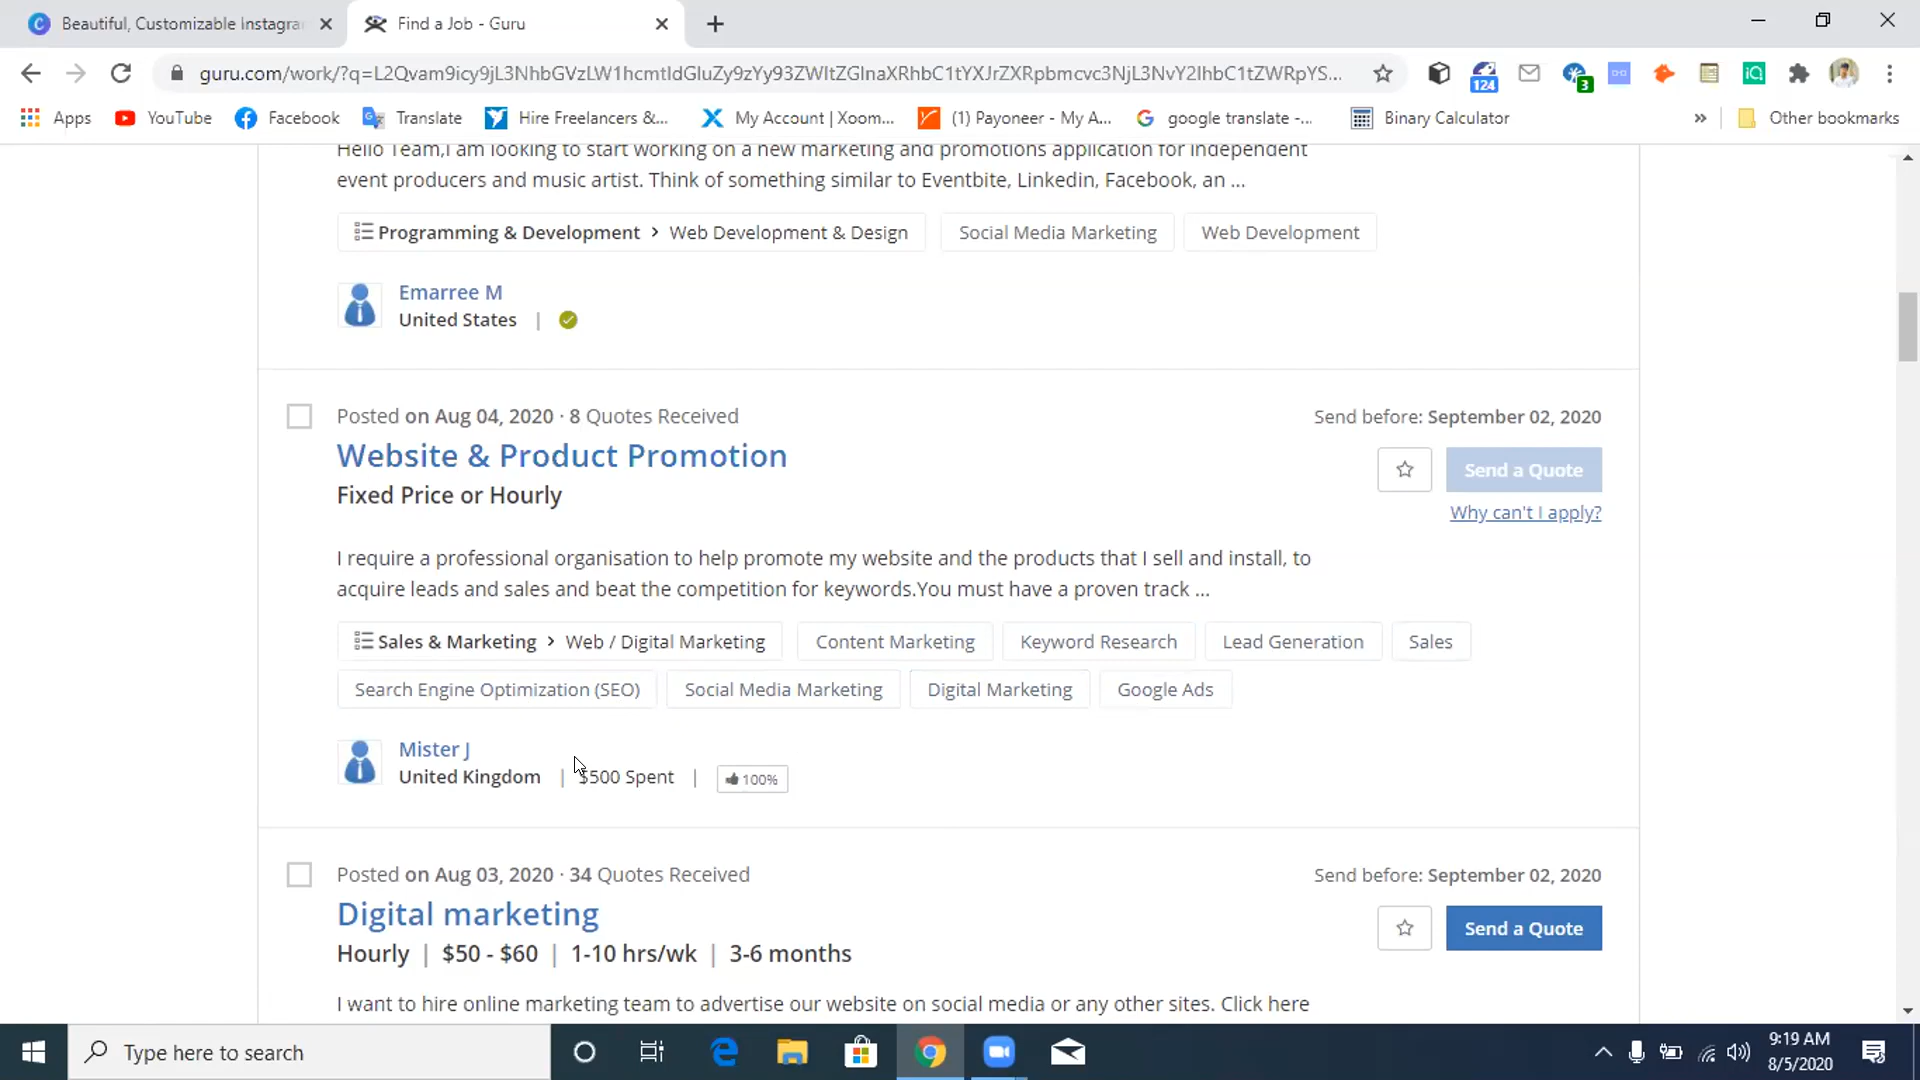 Beautiful, Customizable Instagra
Find a Job - Guru
guru.com/work/?q=L2Qvam9icy9jL3NhbGVzLW1hcmtldGluZy9zYy93ZWItZGlnaXRhbC1tYXJrZXRpbmcvc3NjL3NvY2lhbC1tZWRpYS...
124
3
Apps
YouTube
Facebook
Translate
Hire Freelancers &...
My Account | Xoom...
(1) Payoneer - My A...
google translate -...
Binary Calculator
»
Other bookmarks
Hello Team,I am looking to start working on a new marketing and promotions application for independent
event producers and music artist. Think of something similar to Eventbite, Linkedin, Facebook, an ...
Programming & Development > Web Development & Design
Social Media Marketing
Web Development
Emarree M
United States |
Posted on Aug 04, 2020 · 8 Quotes Received
Send before: September 02, 2020
Website & Product Promotion
Send a Quote
Fixed Price or Hourly
Why can't I apply?
I require a professional organisation to help promote my website and the products that I sell and install, to
acquire leads and sales and beat the competition for keywords.You must have a proven track ...
Sales & Marketing > Web / Digital Marketing
Content Marketing
Keyword Research
Lead Generation
Sales
Search Engine Optimization (SEO)
Social Media Marketing
Digital Marketing
Google Ads
Mister J
United Kingdom | $500 Spent | 100%
Posted on Aug 03, 2020 · 34 Quotes Received
Send before: September 02, 2020
Digital marketing
Send a Quote
Hourly | $50 - $60 | 1-10 hrs/wk | 3-6 months
I want to hire online marketing team to advertise our website on social media or any other sites. Click here
Type here to search
9:19 AM
8/5/2020